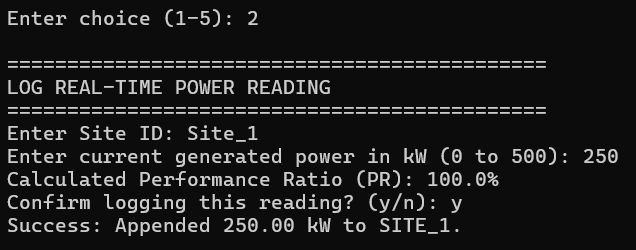 Enter choice (1-5): 2
=============================================
LOG REAL-TIME POWER READING
=============================================
Enter Site ID: Site_1
Enter current generated power in kW (0 to 500): 250
Calculated Performance Ratio (PR): 100.0%
Confirm logging this reading? (y/n): y
Success: Appended 250.00 kW to SITE_1.